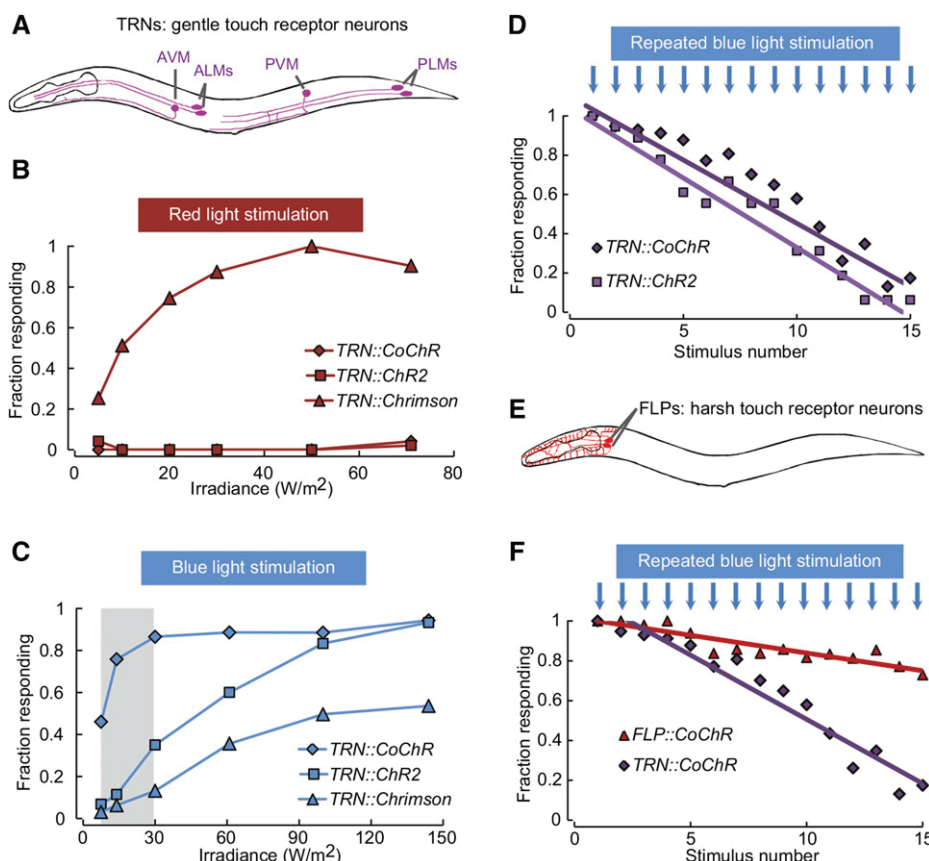 A
TRNs: gentle touch receptor neurons
AVM
ALMs
PVM
PLMs
B
Red light stimulation
Fraction responding
1
0.8
0.6
0.4
0.2
0
TRN::CoChR
TRN::ChR2
TRN::Chrimson
0 20 40 60 80
Irradiance (W/m²)
C
Blue light stimulation
Fraction responding
1
0.8
0.6
0.4
0.2
0
TRN::CoChR
TRN::ChR2
TRN::Chrimson
0 30 60 90 120 150
Irradiance (W/m²)
D
Repeated blue light stimulation
Fraction responding
1
0.8
0.6
0.4
0.2
0
TRN::CoChR
TRN::ChR2
0 5 10 15
Stimulus number
E
FLPs: harsh touch receptor neurons
F
Repeated blue light stimulation
Fraction responding
1
0.8
0.6
0.4
0.2
0
FLP::CoChR
TRN::CoChR
0 5 10 15
Stimulus number